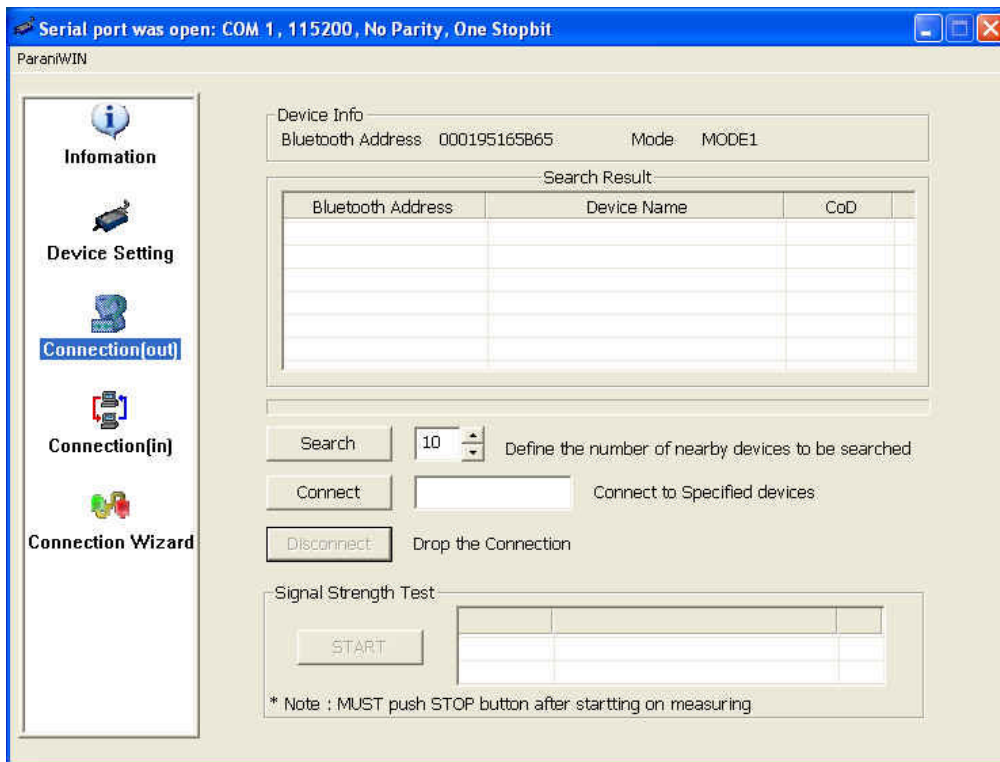 Serial port was open: COM 1, 115200, No Parity, One Stopbit
ParaniWIN
Infomation
Device Setting
Connection(out)
Connection(in)
Connection Wizard
Device Info
Bluetooth Address 000195165B65 Mode MODE1
Search Result
Bluetooth Address Device Name CoD
Search 10 Define the number of nearby devices to be searched
Connect Connect to Specified devices
Disconnect Drop the Connection
Signal Strength Test
START
* Note : MUST push STOP button after startting on measuring